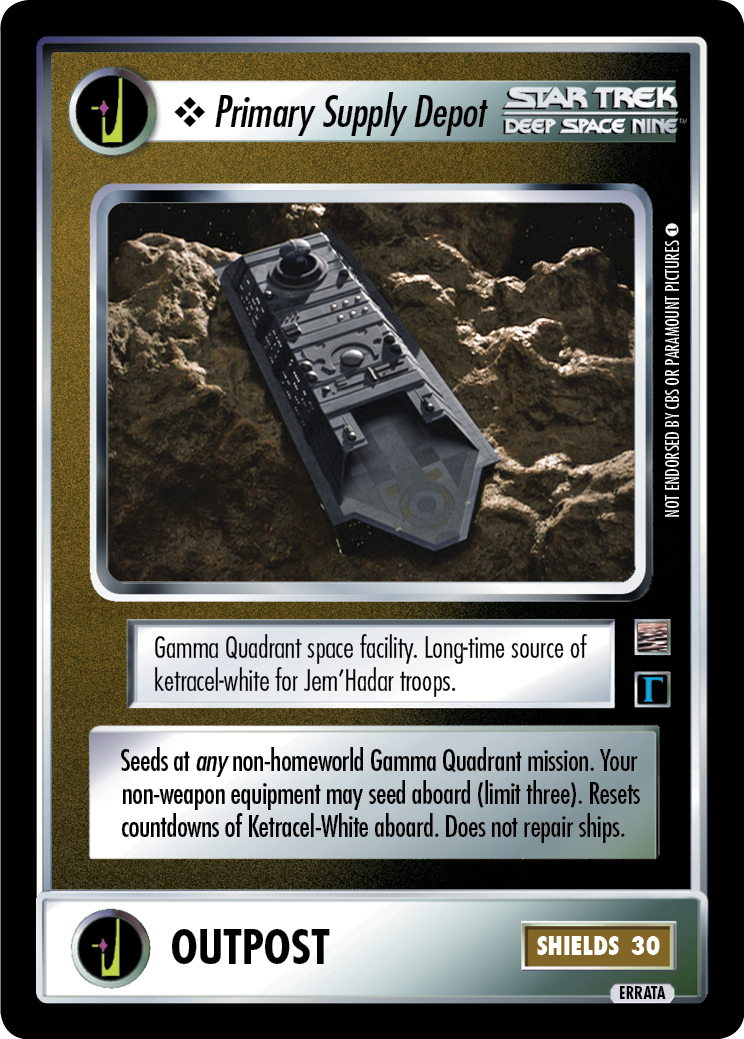 ❖ Primary Supply Depot
STAR TREK
DEEP SPACE NINE™
NOT ENDORSED BY CBS OR PARAMOUNT PICTURES 1
Gamma Quadrant space facility. Long-time source of
ketracel-white for Jem'Hadar troops.
Γ
Seeds at any non-homeworld Gamma Quadrant mission. Your
non-weapon equipment may seed aboard (limit three). Resets
countdowns of Ketracel-White aboard. Does not repair ships.
OUTPOST
SHIELDS 30
ERRATA